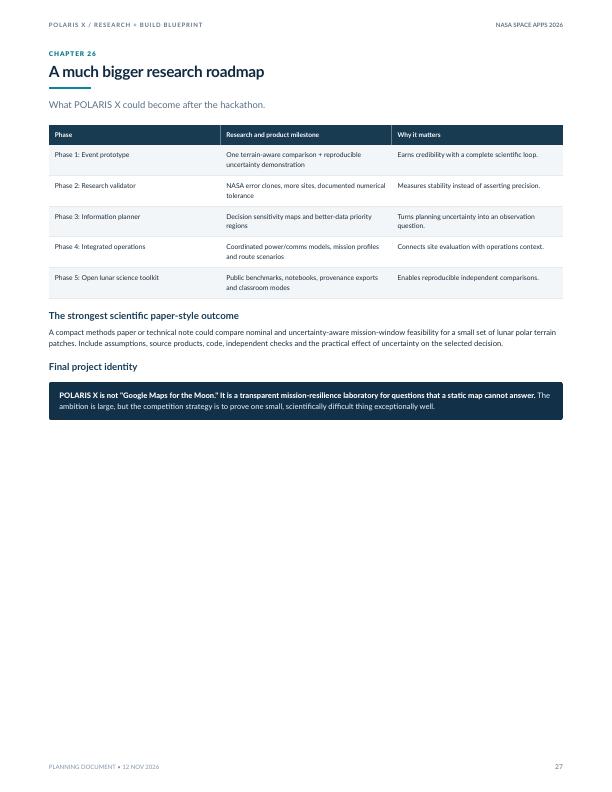 POLARIS X / RESEARCH + BUILD BLUEPRINT
NASA SPACE APPS 2026
CHAPTER 26
A much bigger research roadmap
What POLARIS X could become after the hackathon.
Phase
Research and product milestone
Why it matters
Phase 1: Event prototype
One terrain-aware comparison + reproducible
uncertainty demonstration
Earns credibility with a complete scientific loop.
Phase 2: Research validator
NASA error clones, more sites, documented numerical
tolerance
Measures stability instead of asserting precision.
Phase 3: Information planner
Decision sensitivity maps and better-data priority
regions
Turns planning uncertainty into an observation
question.
Phase 4: Integrated operations
Coordinated power/comms models, mission profiles
and route scenarios
Connects site evaluation with operations context.
Phase 5: Open lunar science toolkit
Public benchmarks, notebooks, provenance exports
and classroom modes
Enables reproducible independent comparisons.
The strongest scientific paper-style outcome
A compact methods paper or technical note could compare nominal and uncertainty-aware mission-window feasibility for a small set of lunar polar terrain
patches. Include assumptions, source products, code, independent checks and the practical effect of uncertainty on the selected decision.
Final project identity
POLARIS X is not "Google Maps for the Moon." It is a transparent mission-resilience laboratory for questions that a static map cannot answer. The
ambition is large, but the competition strategy is to prove one small, scientifically difficult thing exceptionally well.
PLANNING DOCUMENT • 12 NOV 2026
27